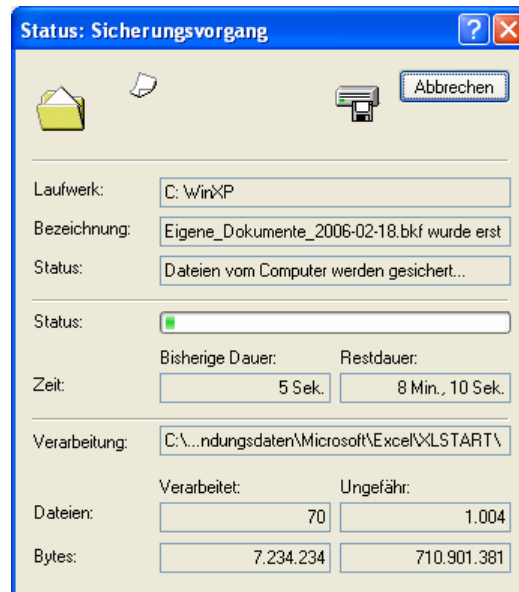 Status: Sicherungsvorgang
Abbrechen
Laufwerk: C: WinXP
Bezeichnung: Eigene_Dokumente_2006-02-18.bkf wurde erst
Status: Dateien vom Computer werden gesichert...
Status:
Bisherige Dauer: Restdauer:
Zeit: 5 Sek. 8 Min., 10 Sek.
Verarbeitung: C:\...ndungsdaten\Microsoft\Excel\XLSTART\
Verarbeitet: Ungefähr:
Dateien: 70 1.004
Bytes: 7.234.234 710.901.381